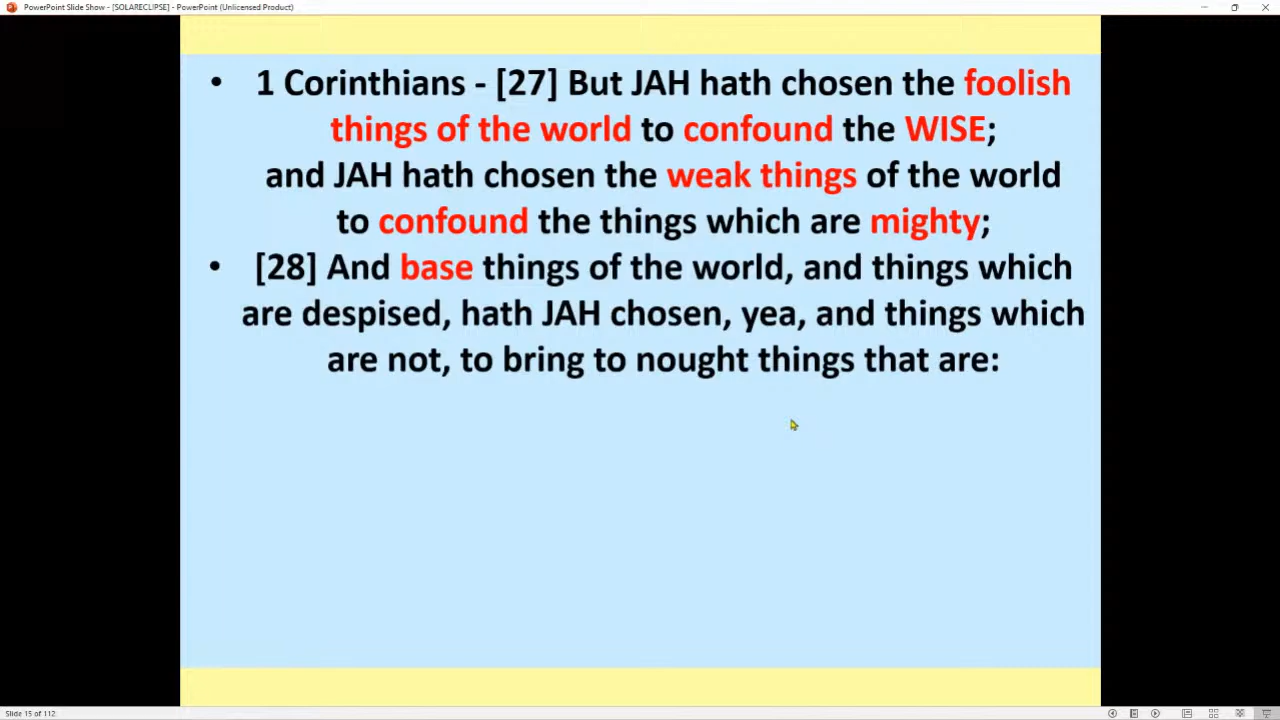 PowerPoint Slide Show - [SOLARECLIPSE] - PowerPoint (Unlicensed Product)
• 1 Corinthians - [27] But JAH hath chosen the foolish
things of the world to confound the WISE;
and JAH hath chosen the weak things of the world
to confound the things which are mighty;
• [28] And base things of the world, and things which
are despised, hath JAH chosen, yea, and things which
are not, to bring to nought things that are:
Slide 15 of 112